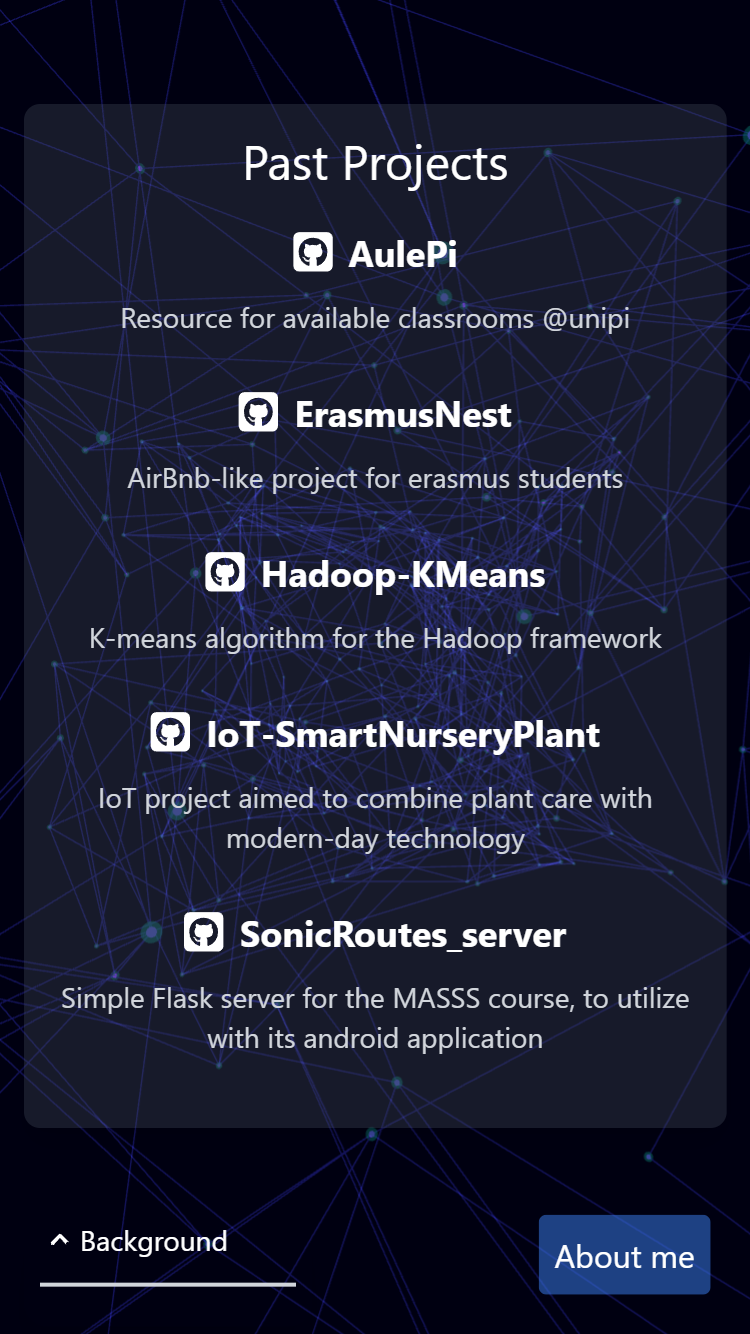 Past Projects
AulePi
Resource for available classrooms @unipi
ErasmusNest
AirBnb-like project for erasmus students
Hadoop-KMeans
K-means algorithm for the Hadoop framework
IoT-SmartNurseryPlant
IoT project aimed to combine plant care with
modern-day technology
SonicRoutes_server
Simple Flask server for the MASSS course, to utilize
with its android application
Background
About me